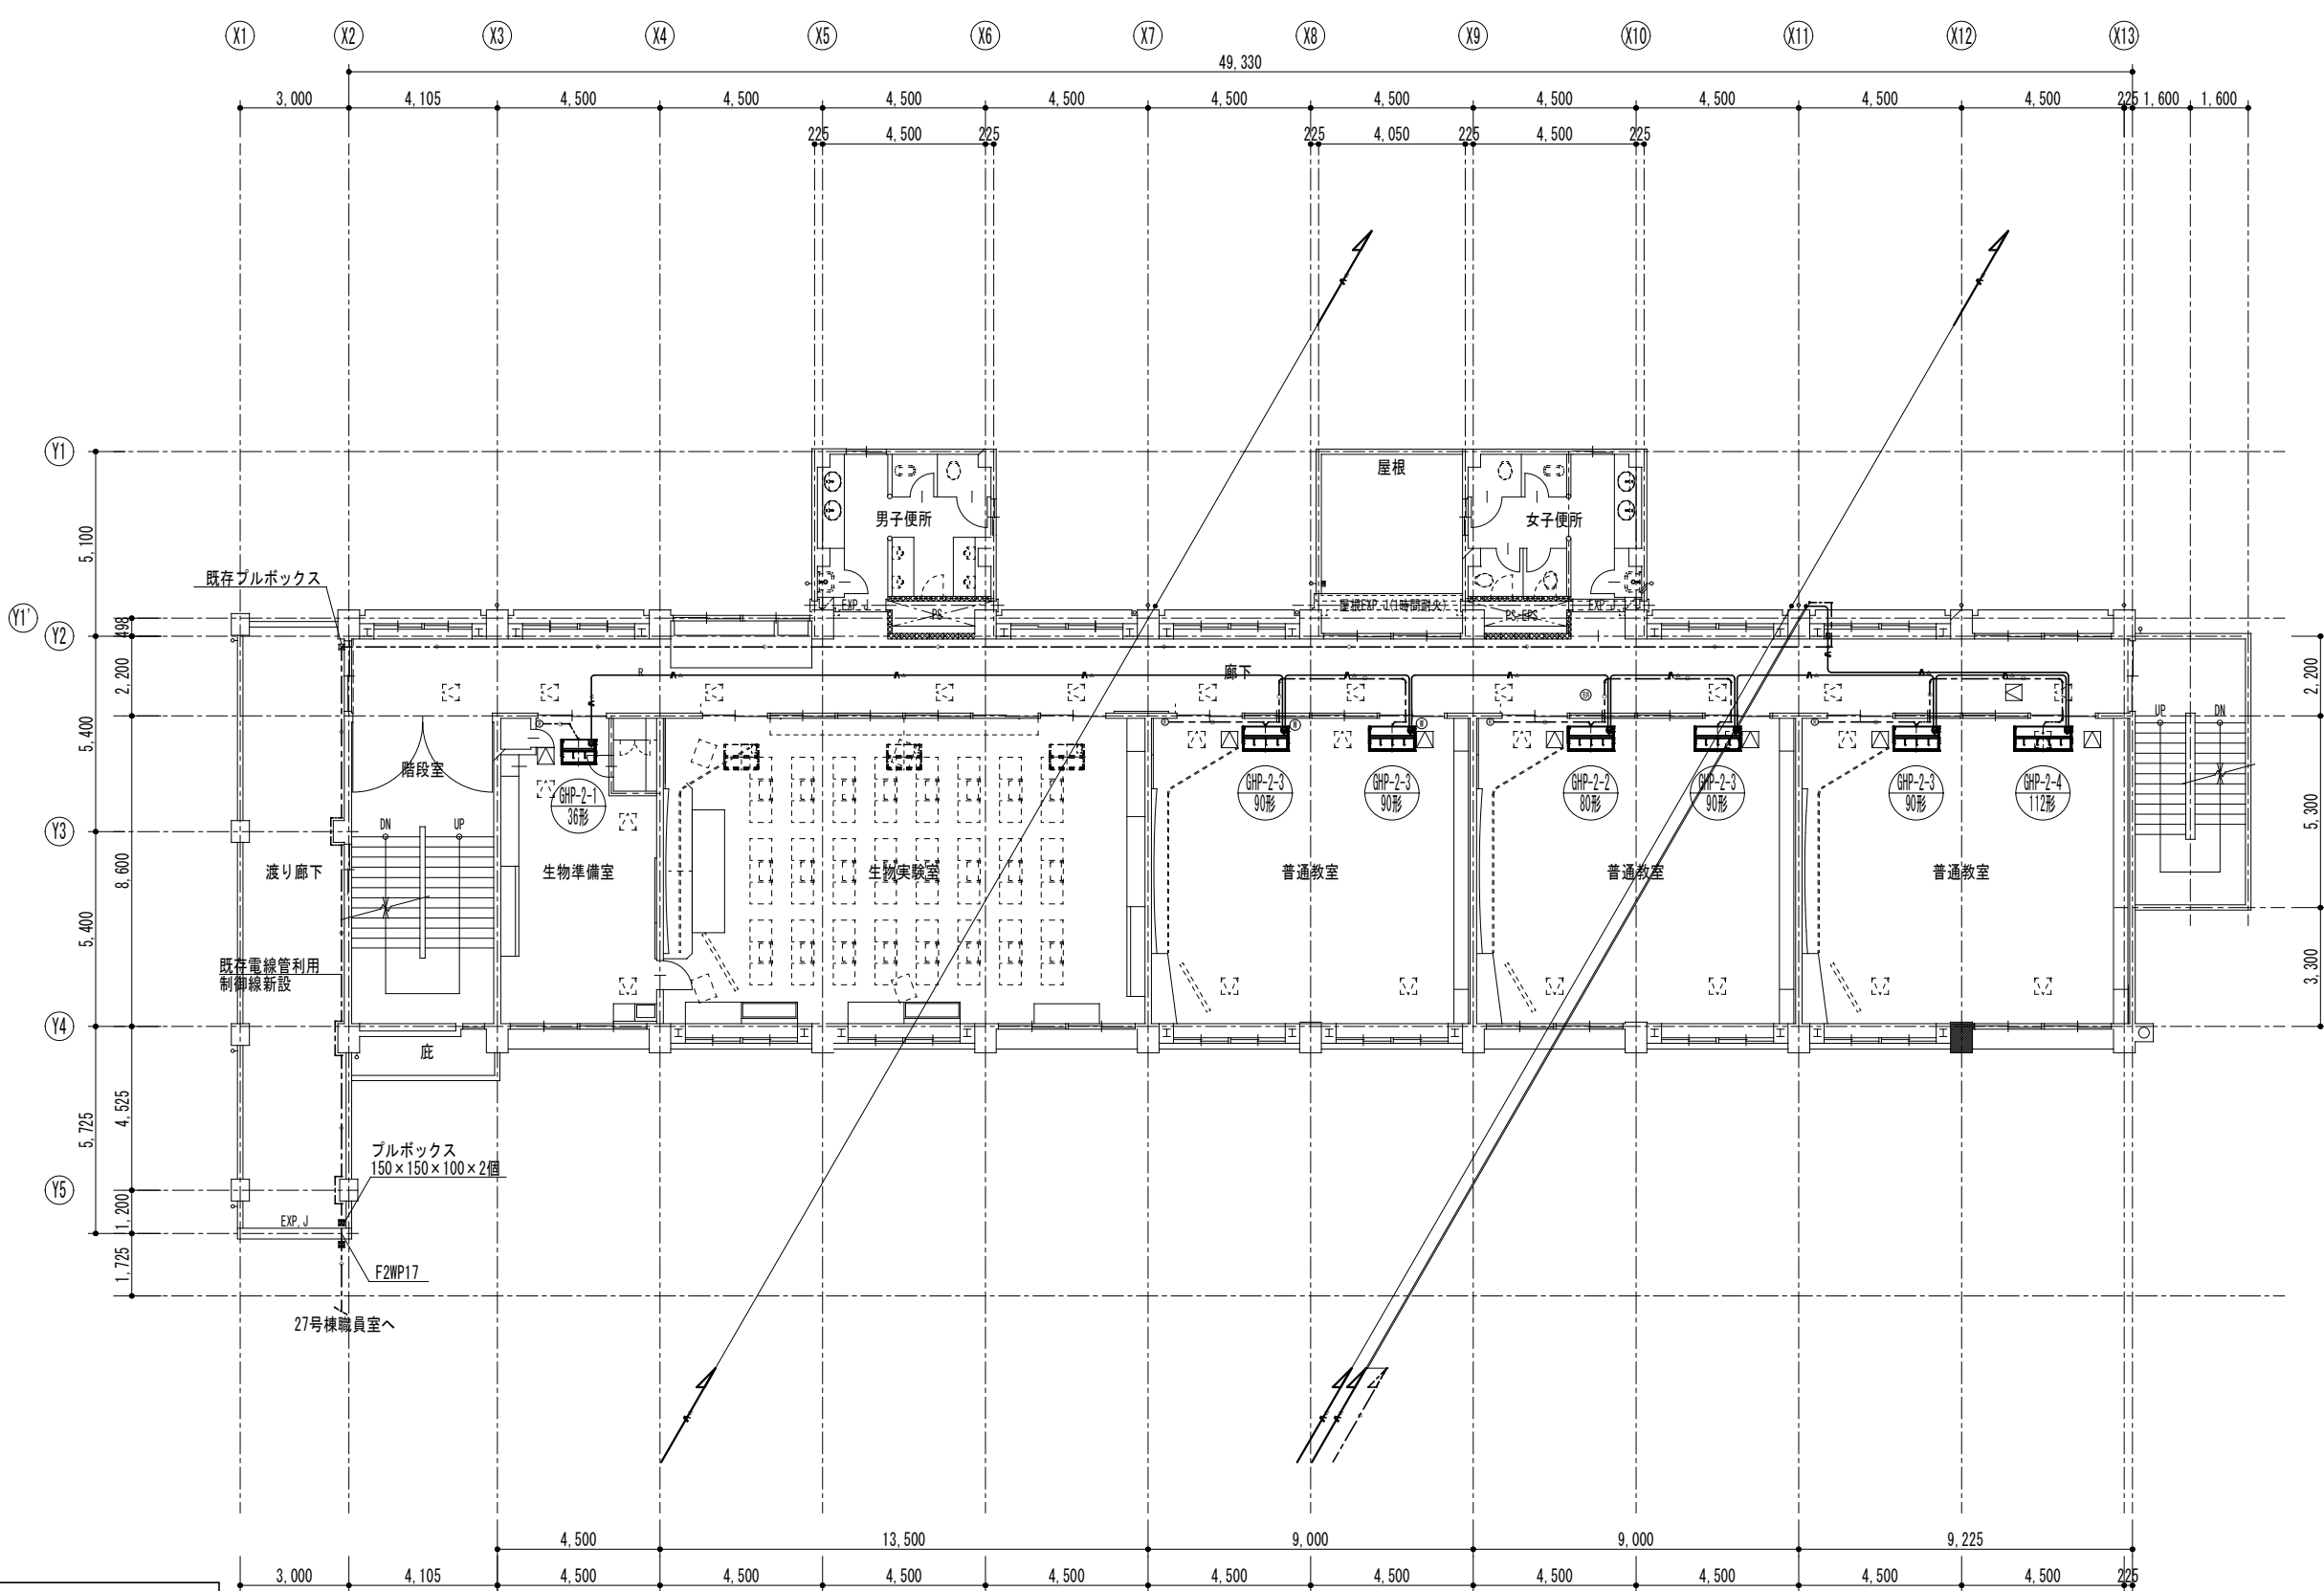 X1 X2 X3 X4 X5 X6 X7 X8 X9 X10 X11 X12 X13
49,330
3,000 4,105 4,500 4,500 4,500 4,500 4,500 4,500 4,500 4,500 4,500 4,500 225 1,600 1,600
225 4,500 225 225 4,050 225 4,500 225
Y1
屋根
男子便所
女子便所
5,100
既存プルボックス
EXP.J
PS
屋根EXP.J(1時間耐火)
PS・EPS
EXP.J
Y1'
498
Y2
R
廊下
2,200
2,200
5,400
UP DN
階段室
GHP-2-1
36形
GHP-2-3
90形
GHP-2-3
90形
GHP-2-2
80形
GHP-2-3
90形
GHP-2-3
90形
GHP-2-4
112形
DN UP
Y3
5,300
8,600
渡り廊下
生物準備室
生物実験室
普通教室
普通教室
普通教室
5,400
既存電線管利用
制御線新設
3,300
Y4
庇
4,525
5,725
プルボックス
150×150×100×2個
Y5
1,200
EXP.J
1,725
F2WP17
27号棟職員室へ
4,500 13,500 9,000 9,000 9,225
3,000 4,105 4,500 4,500 4,500 4,500 4,500 4,500 4,500 4,500 4,500 4,500 225